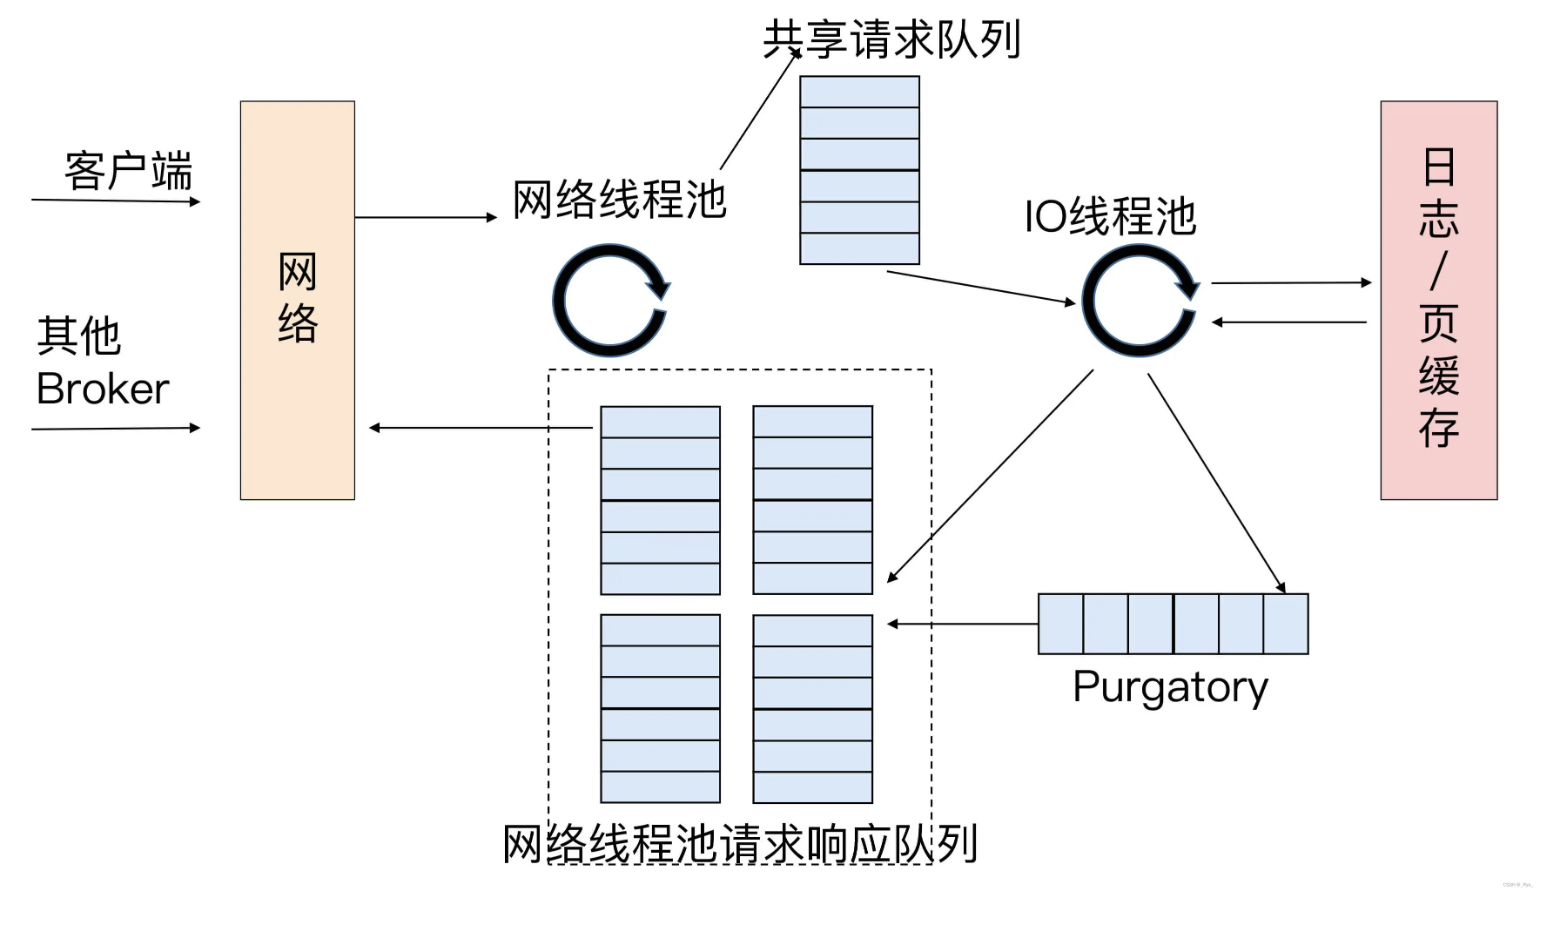 共享请求队列
客户端
网络线程池
IO线程池
网络
日志/页缓存
其他
Broker
Purgatory
网络线程池请求响应队列